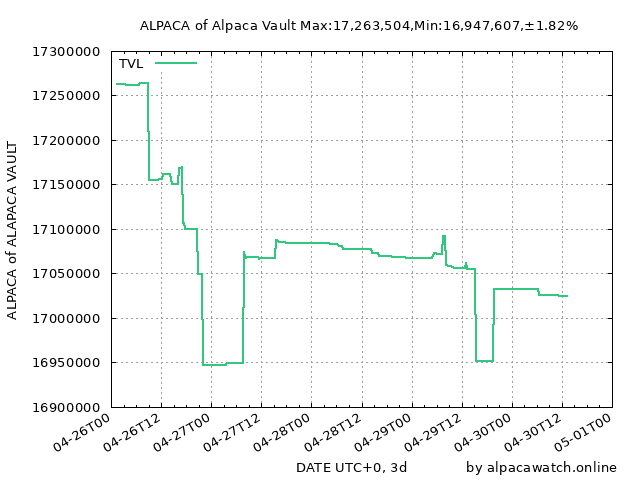 ALPACA of Alpaca Vault Max:17,263,504,Min:16,947,607,±1.82%
TVL
ALPACA of ALAPACA VAULT
17300000
17250000
17200000
17150000
17100000
17050000
17000000
16950000
16900000
04-26T00
04-26T12
04-27T00
04-27T12
04-28T00
04-28T12
04-29T00
04-29T12
04-30T00
04-30T12
05-01T00
DATE UTC+0, 3d
by alpacawatch.online